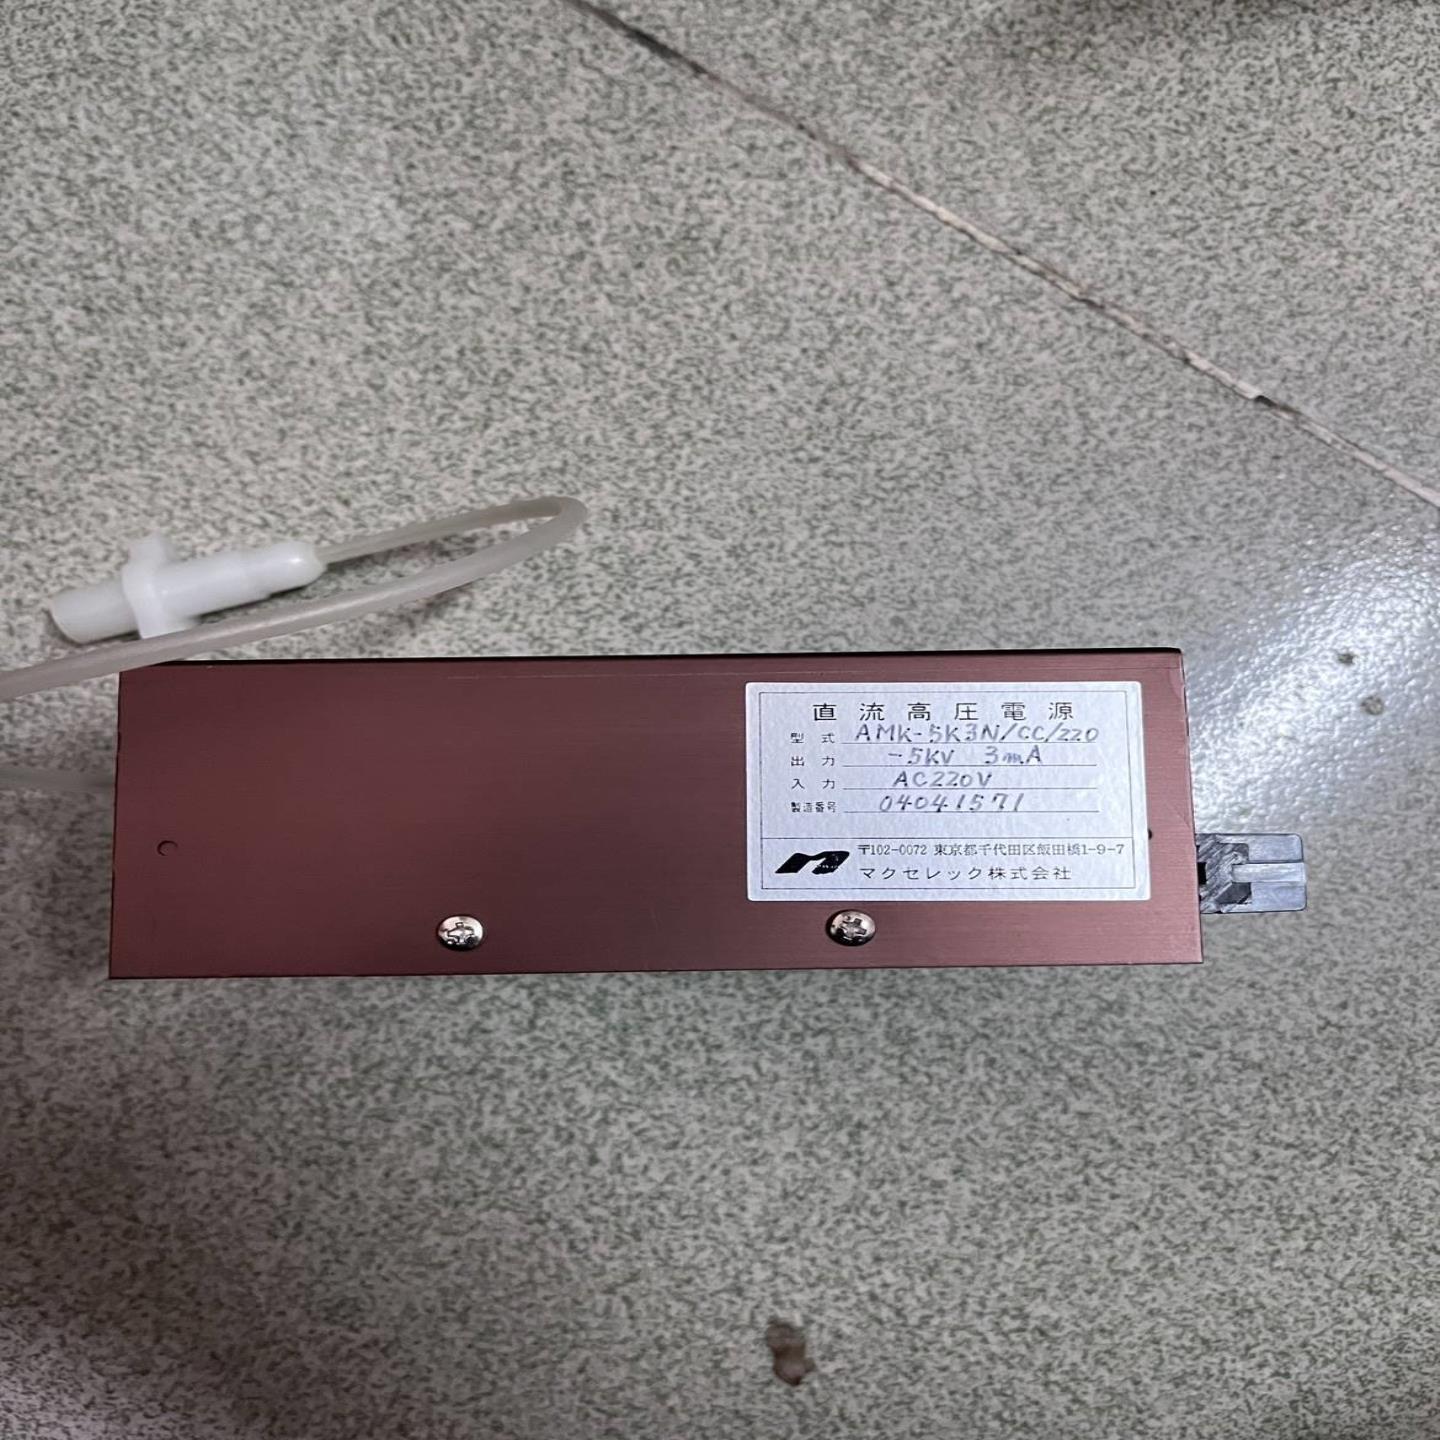 直流高圧電源
型式 AMK-5K3N/CC/220
出力 -5KV 3mA
入力 AC220V
製造番号 04041571
〒102-0072 東京都千代田区飯田橋1-9-7
マクセレック株式会社